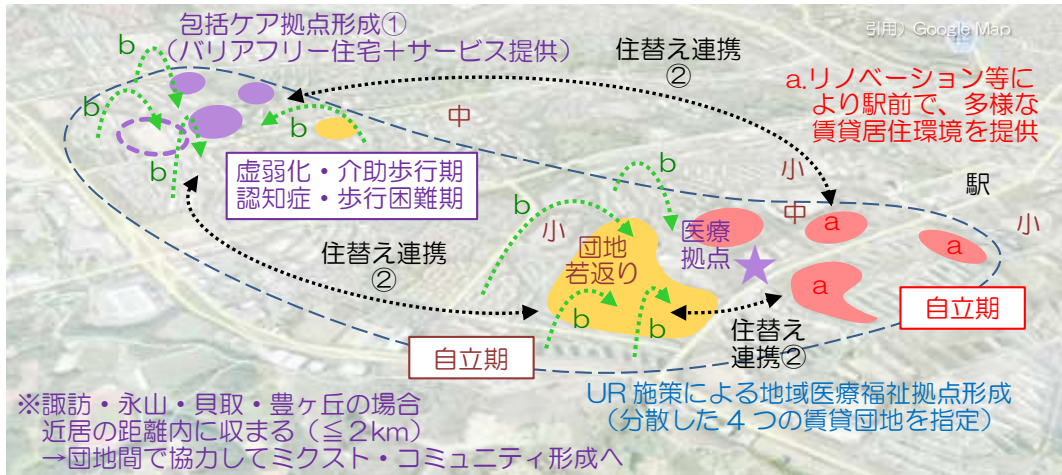 包括ケア拠点形成①
（バリアフリー住宅＋サービス提供）
引用）Google Map
住替え連携
②
a.リノベーション等に
より駅前で、多様な
賃貸居住環境を提供
b
b
b
b
中
虚弱化・介助歩行期
認知症・歩行困難期
小
駅
b
b
小
中
小
医療
拠点
a
a
a
団地
若返り
住替え連携
②
b
b
住替え
連携②
自立期
自立期
UR施策による地域医療福祉拠点形成
（分散した4つの賃貸団地を指定）
※諏訪・永山・貝取・豊ヶ丘の場合
近居の距離内に収まる（≦2km）
→団地間で協力してミクスト・コミュニティ形成へ